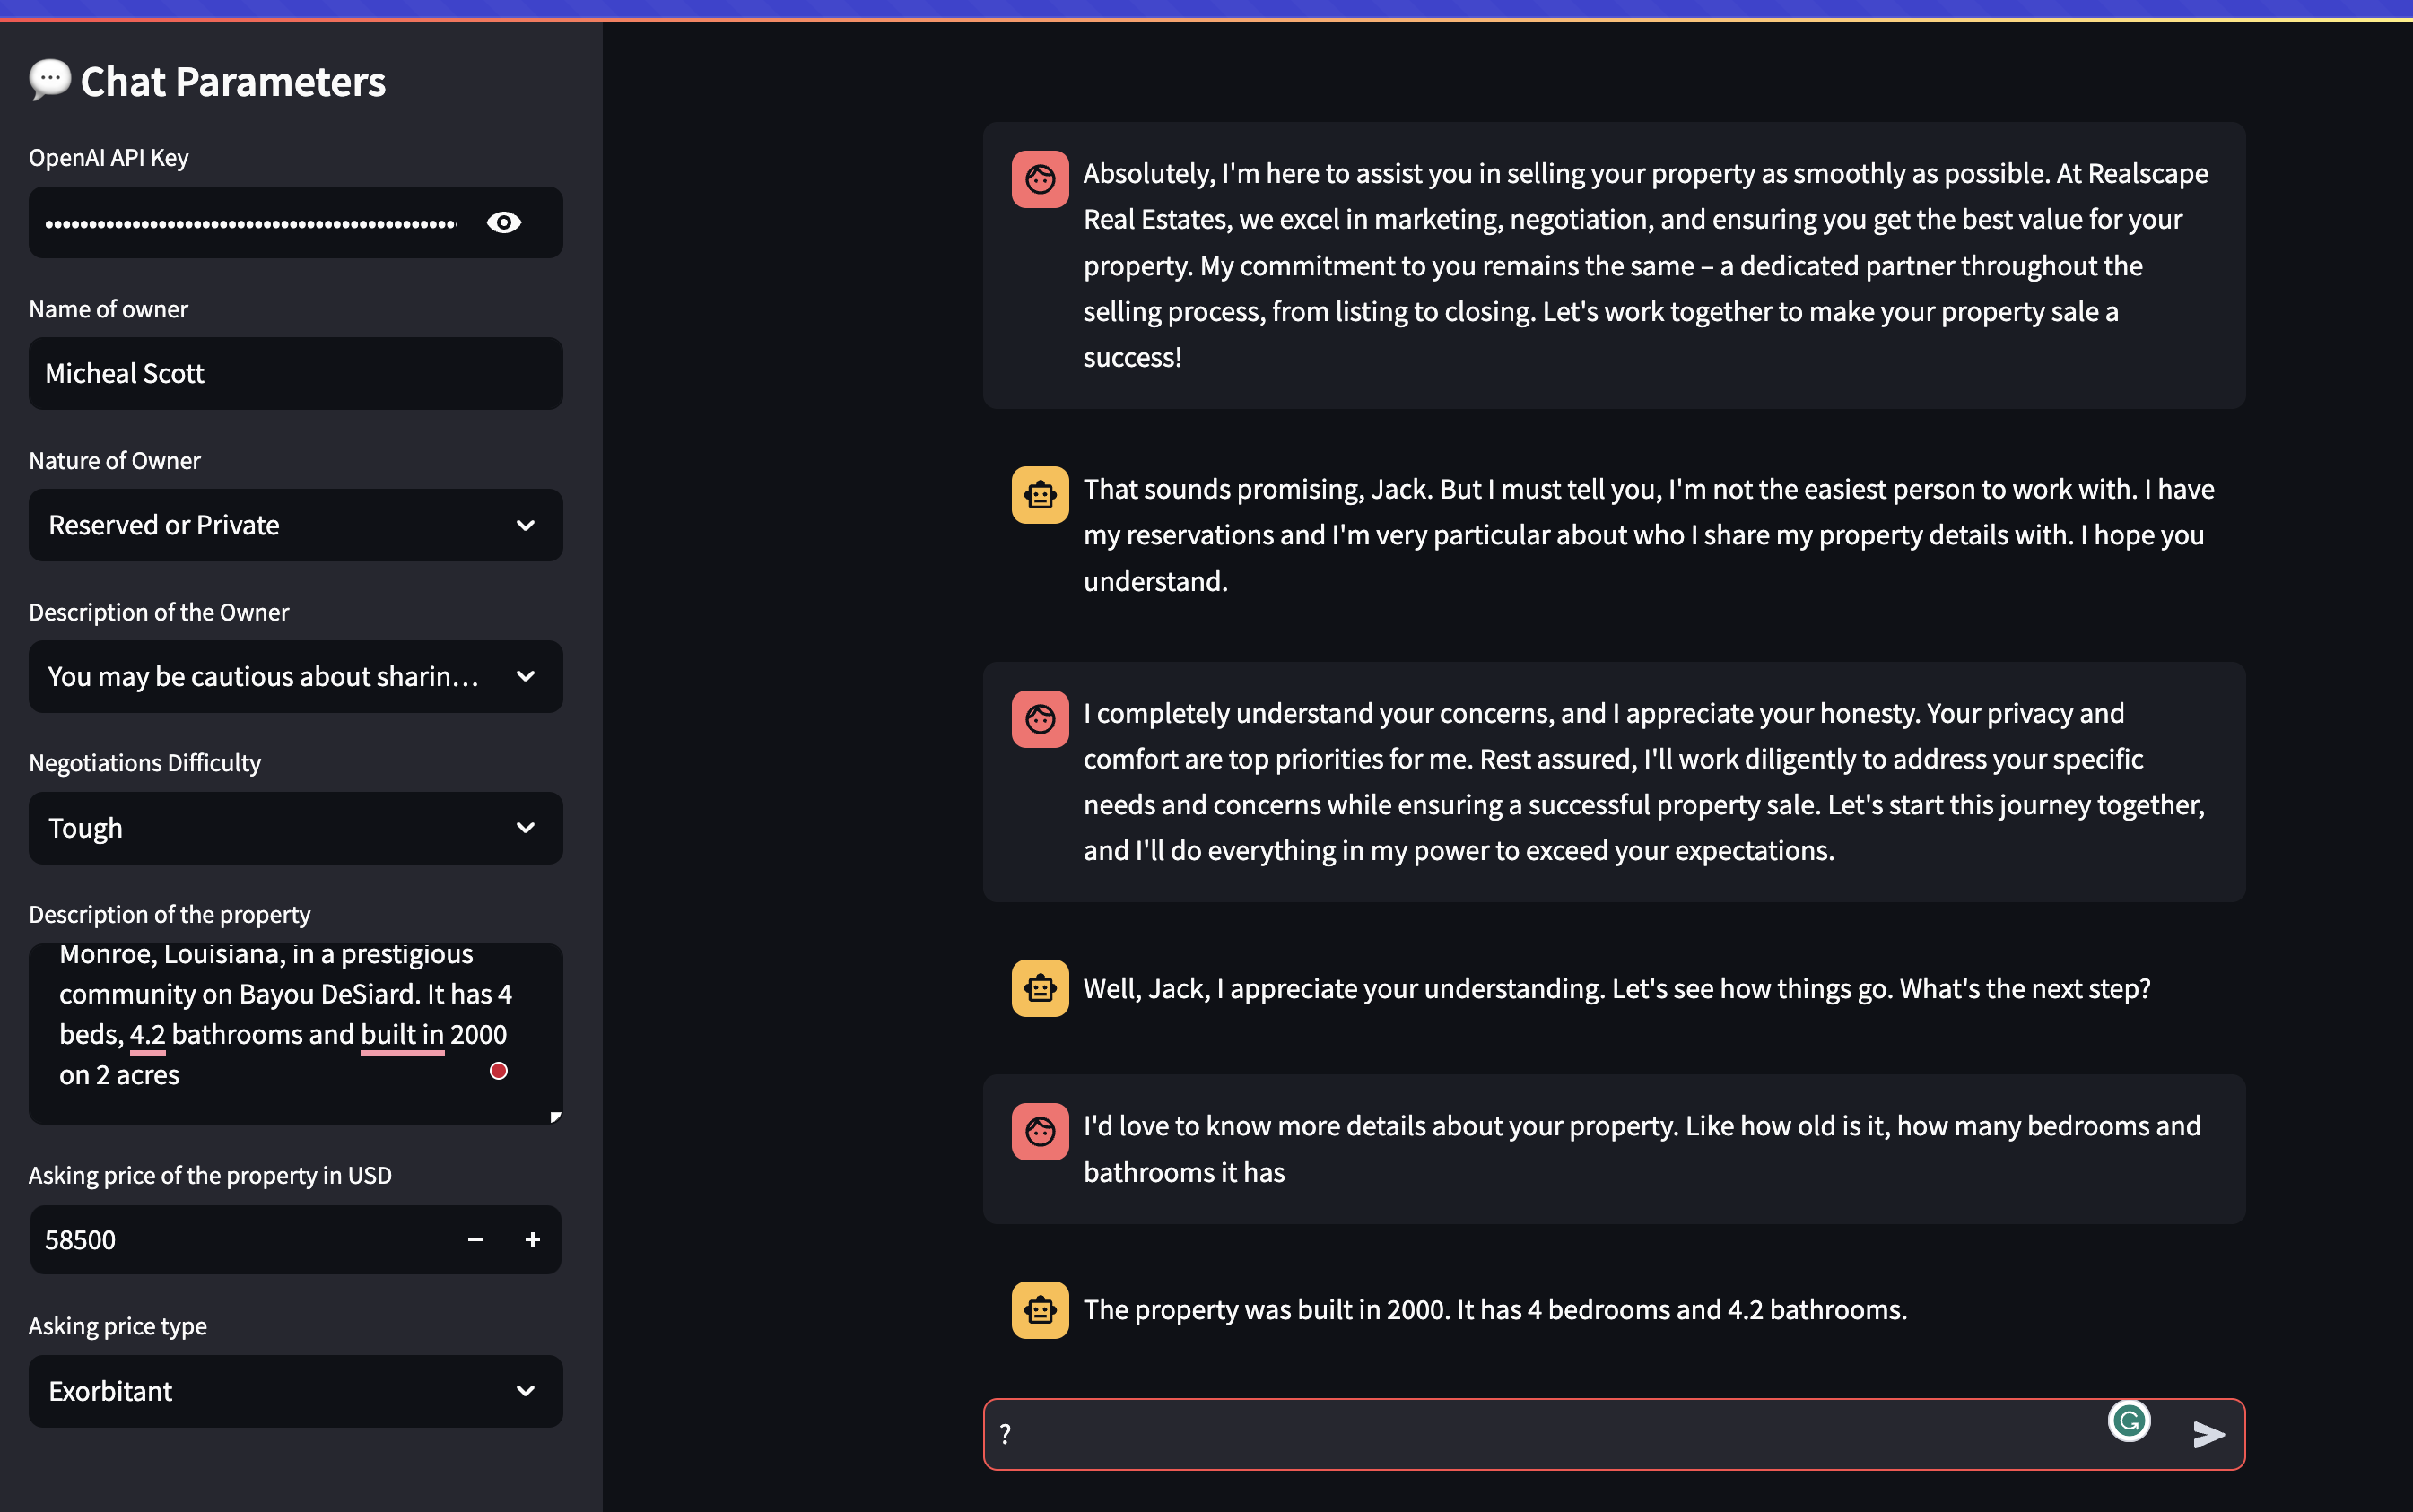 Chat Parameters
OpenAI API Key
Name of owner
Micheal Scott
Nature of Owner
Reserved or Private
Description of the Owner
You may be cautious about sharin...
Negotiations Difficulty
Tough
Description of the property
Monroe, Louisiana, in a prestigious
community on Bayou DeSiard. It has 4
beds, 4.2 bathrooms and built in 2000
on 2 acres
Asking price of the property in USD
58500
Asking price type
Exorbitant
Absolutely, I'm here to assist you in selling your property as smoothly as possible. At Realscape
Real Estates, we excel in marketing, negotiation, and ensuring you get the best value for your
property. My commitment to you remains the same – a dedicated partner throughout the
selling process, from listing to closing. Let's work together to make your property sale a
success!
That sounds promising, Jack. But I must tell you, I'm not the easiest person to work with. I have
my reservations and I'm very particular about who I share my property details with. I hope you
understand.
I completely understand your concerns, and I appreciate your honesty. Your privacy and
comfort are top priorities for me. Rest assured, I'll work diligently to address your specific
needs and concerns while ensuring a successful property sale. Let's start this journey together,
and I'll do everything in my power to exceed your expectations.
Well, Jack, I appreciate your understanding. Let's see how things go. What's the next step?
I'd love to know more details about your property. Like how old is it, how many bedrooms and
bathrooms it has
The property was built in 2000. It has 4 bedrooms and 4.2 bathrooms.
?